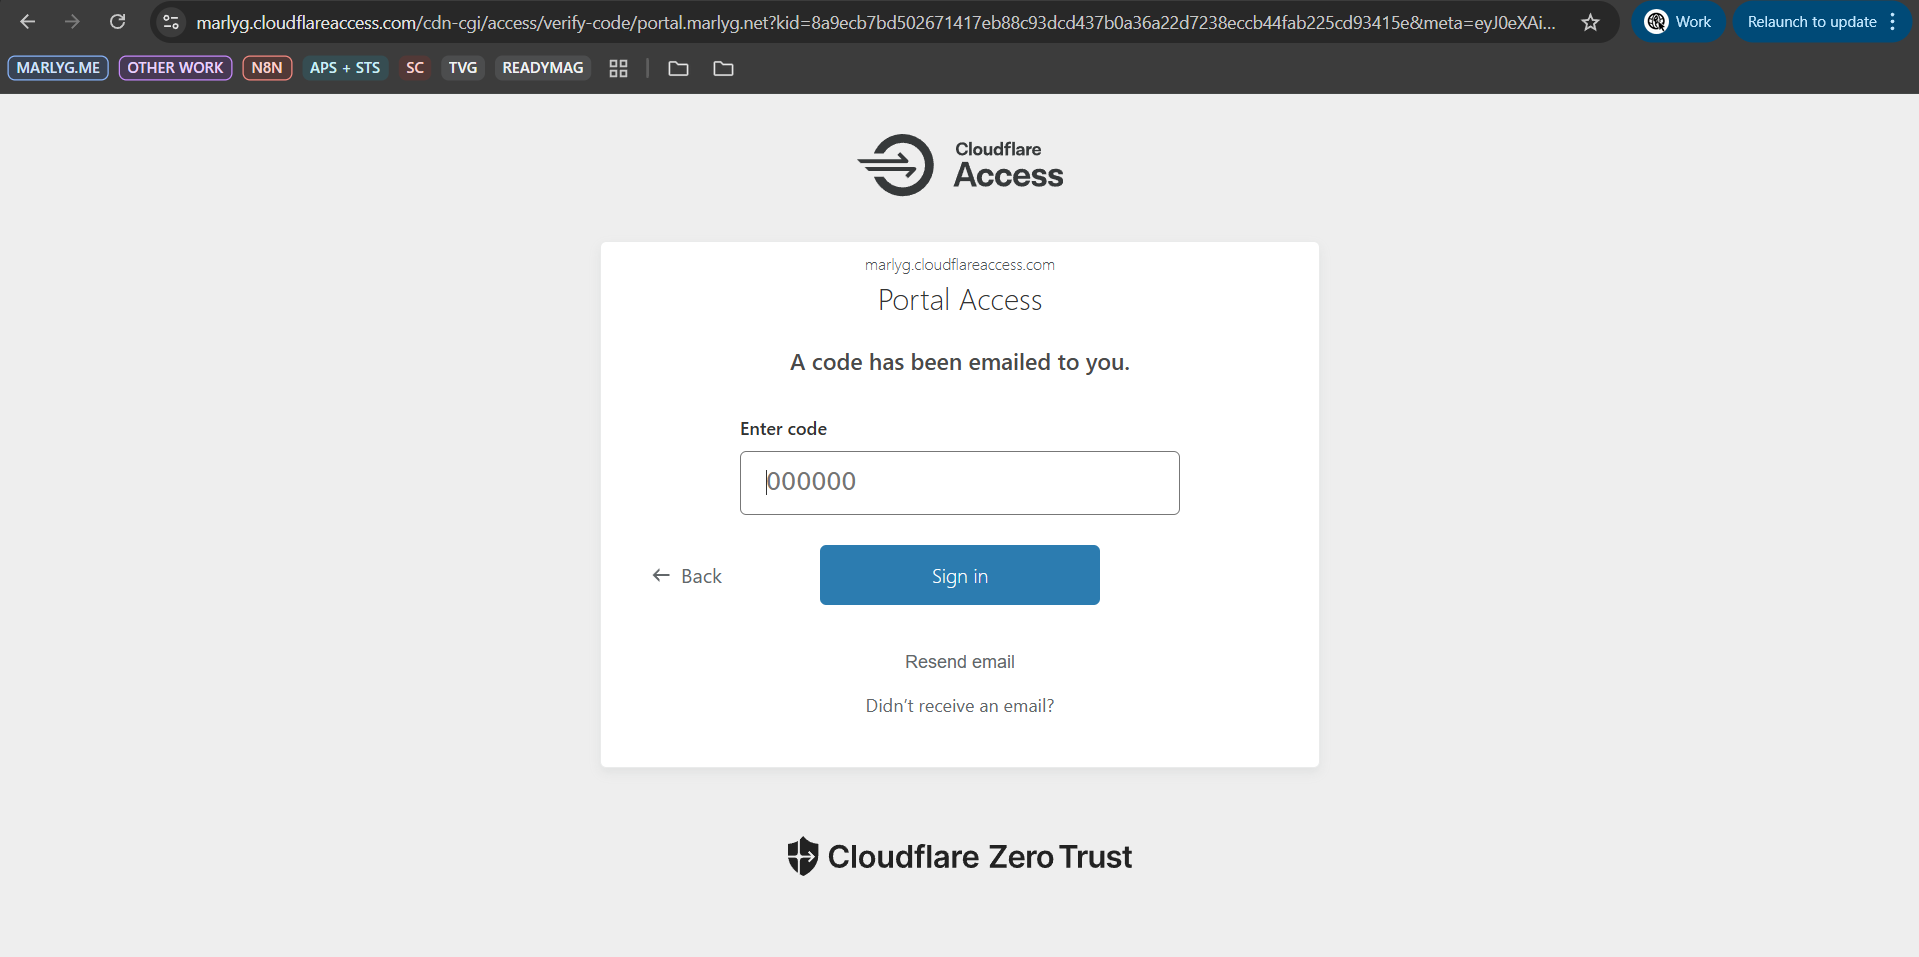 marlyg.cloudflareaccess.com/cdn-cgi/access/verify-code/portal.marlyg.net?kid=8a9ecb7bd502671417eb88c93dcd437b0a36a22d7238eccb44fab225cd93415e&meta=eyJ0eXAi...
Work
Relaunch to update
MARLYG.ME
OTHER WORK
N8N
APS + STS
SC
TVG
READYMAG
Cloudflare
Access
marlyg.cloudflareaccess.com
Portal Access
A code has been emailed to you.
Enter code
000000
Back
Sign in
Resend email
Didn't receive an email?
Cloudflare Zero Trust